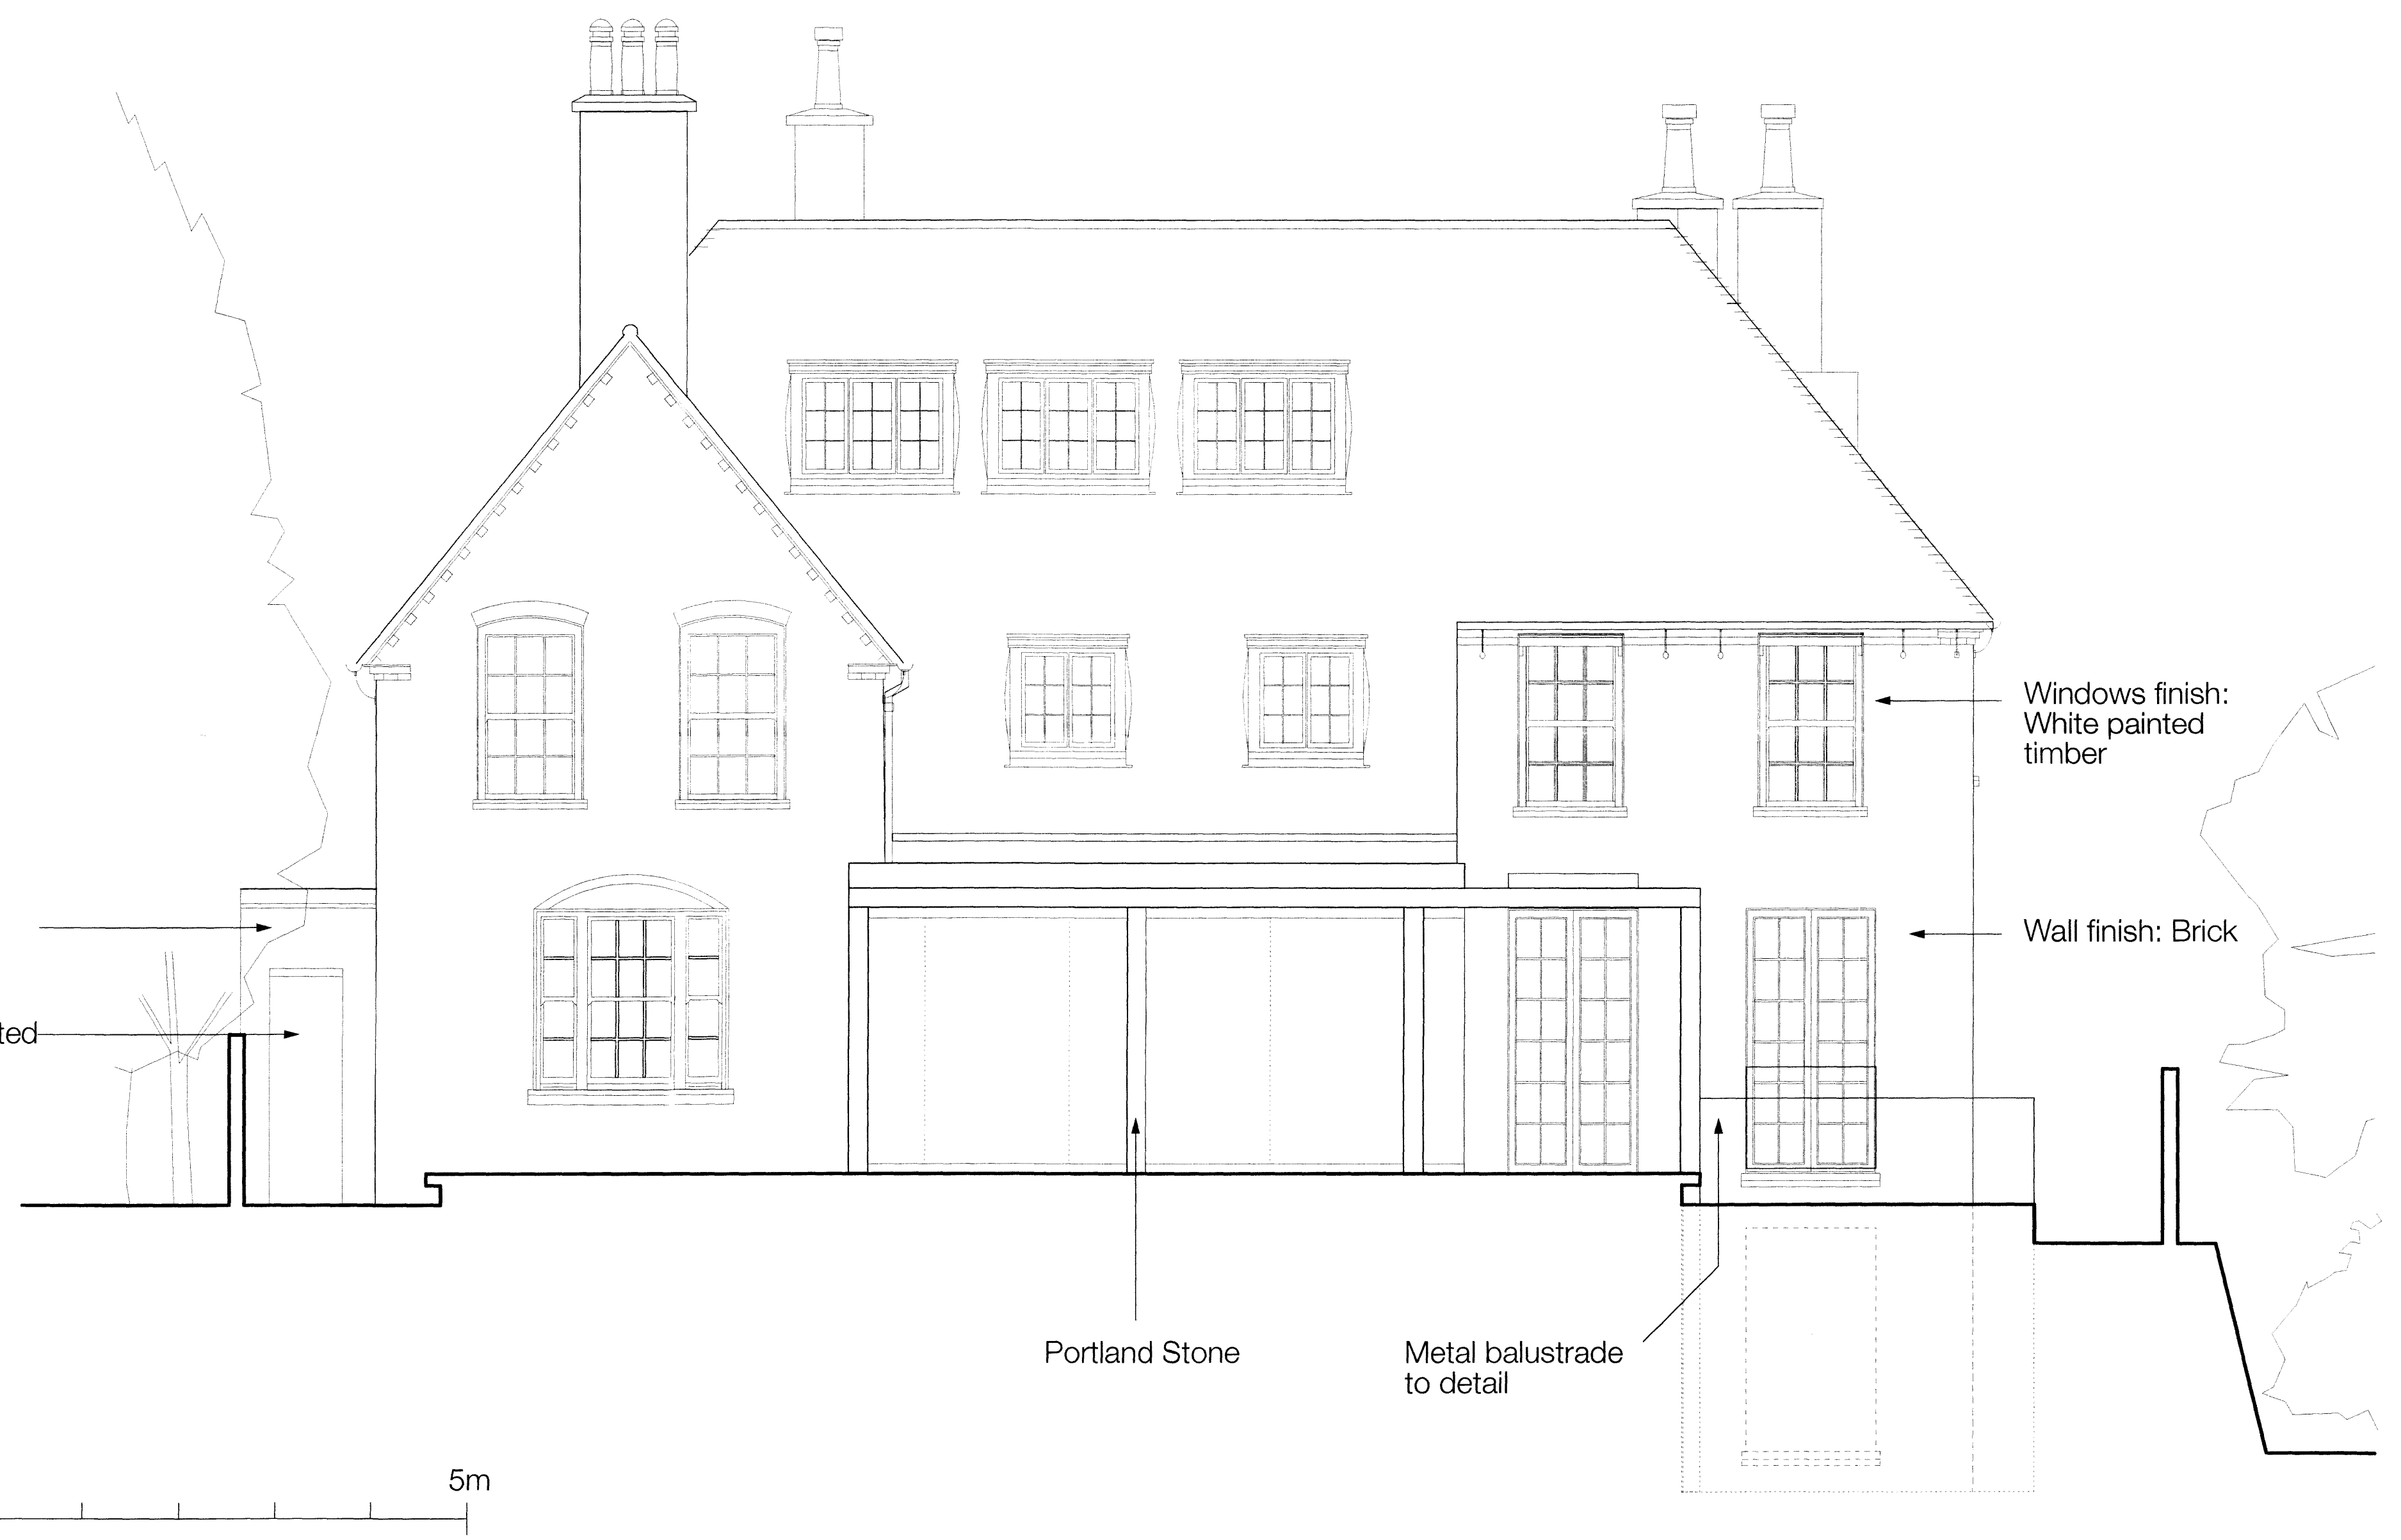 Windows finish:
White painted
timber
Wall finish: Brick
ted
Portland Stone
Metal balustrade
to detail
5m